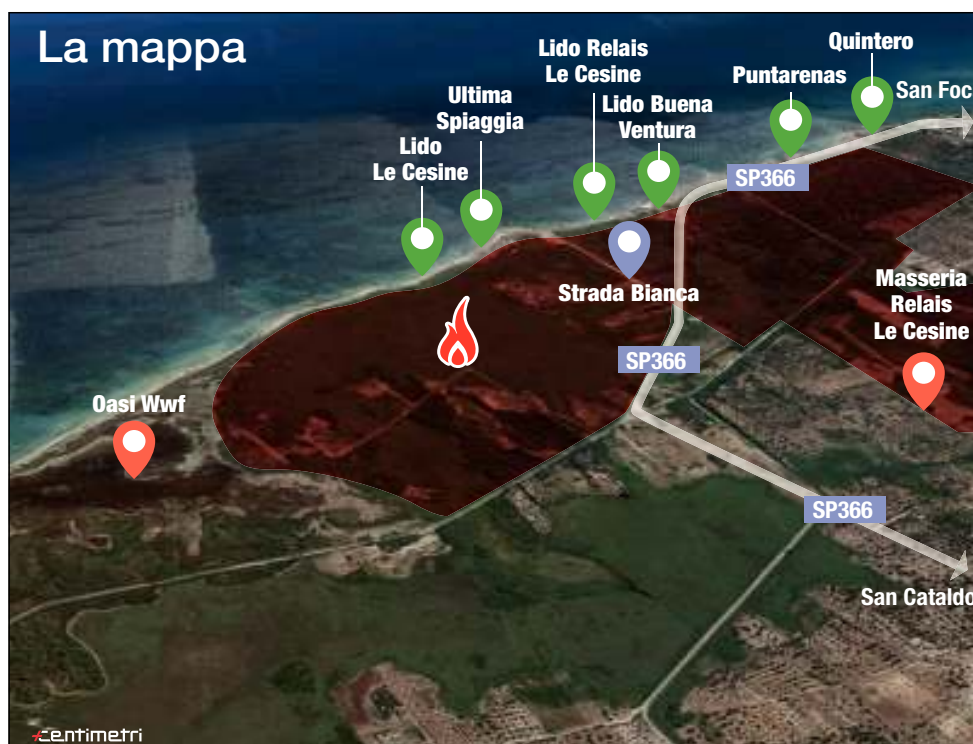 La mappa
Quintero
Lido Relais
Le Cesine
Puntarenas
San Foc
Ultima
Spiaggia
Lido Buena
Ventura
Lido
Le Cesine
SP366
Strada Bianca
Masseria
Relais
Le Cesine
SP366
Oasi Wwf
SP366
San Cataldo
centimetri